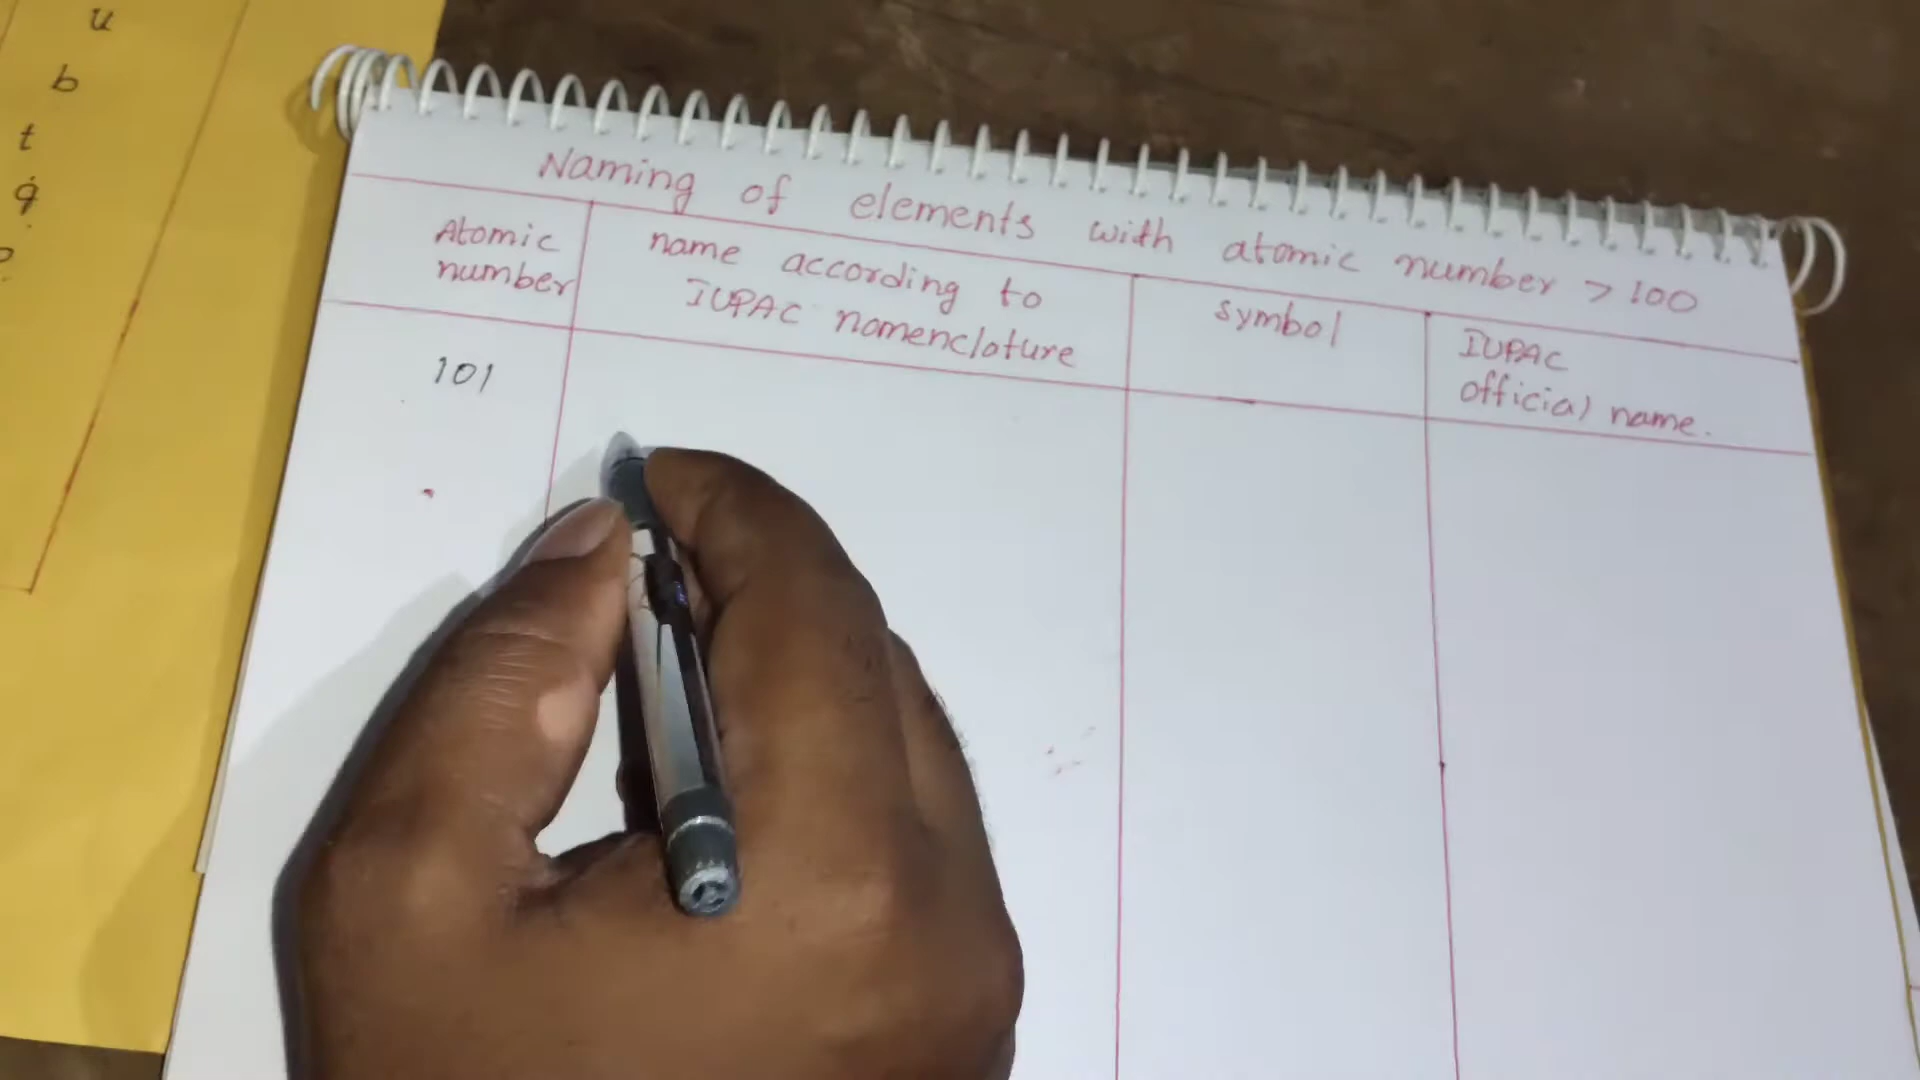 u
b
t
q
Naming of elements with atomic number > 100
Atomic
number
name according to
IUPAC nomenclature
symbol
IUPAC
official name.
101